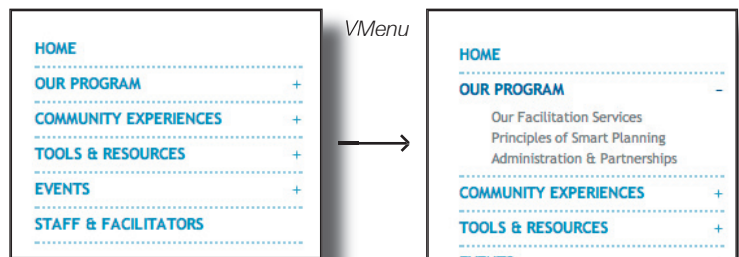 VMenu
HOME
OUR PROGRAM +
COMMUNITY EXPERIENCES +
TOOLS & RESOURCES +
EVENTS +
STAFF & FACILITATORS
HOME
OUR PROGRAM -
Our Facilitation Services
Principles of Smart Planning
Administration & Partnerships
COMMUNITY EXPERIENCES +
TOOLS & RESOURCES +